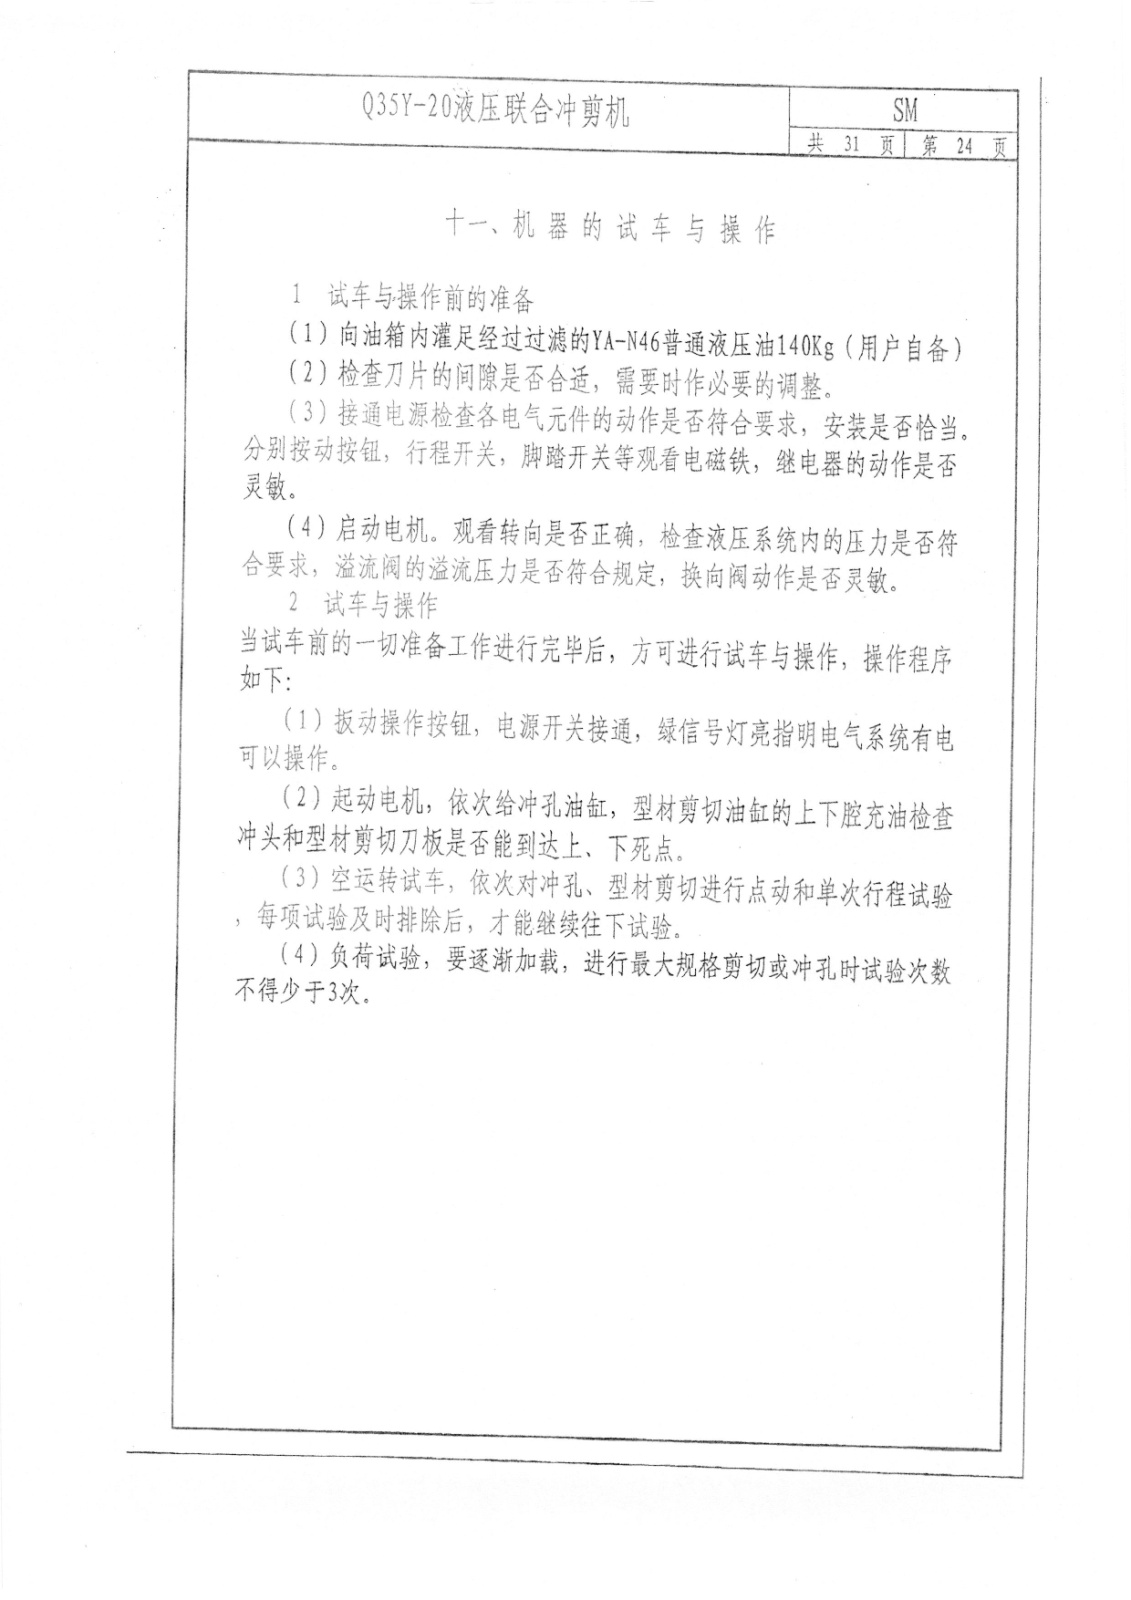 Q35Y-20液压联合冲剪机
SM
共 31 页 第 24 页
十一、机器的试车与操作
1 试车与操作前的准备
(1)向油箱内灌足经过过滤的YA-N46普通液压油140Kg(用户自备)
(2)检查刀片的间隙是否合适,需要时作必要的调整。
(3)接通电源检查各电气元件的动作是否符合要求,安装是否恰当。
分别按动按钮,行程开关,脚踏开关等观看电磁铁,继电器的动作是否
灵敏。
(4)启动电机。观看转向是否正确,检查液压系统内的压力是否符
合要求,溢流阀的溢流压力是否符合规定,换向阀动作是否灵敏。
2 试车与操作
当试车前的一切准备工作进行完毕后,方可进行试车与操作,操作程序
如下:
(1)扳动操作按钮,电源开关接通,绿信号灯亮指明电气系统有电
可以操作。
(2)起动电机,依次给冲孔油缸,型材剪切油缸的上下腔充油检查
冲头和型材剪切刀板是否能到达上、下死点。
(3)空运转试车,依次对冲孔、型材剪切进行点动和单次行程试验
,每项试验及时排除后,才能继续往下试验。
(4)负荷试验,要逐渐加载,进行最大规格剪切或冲孔时试验次数
不得少于3次。